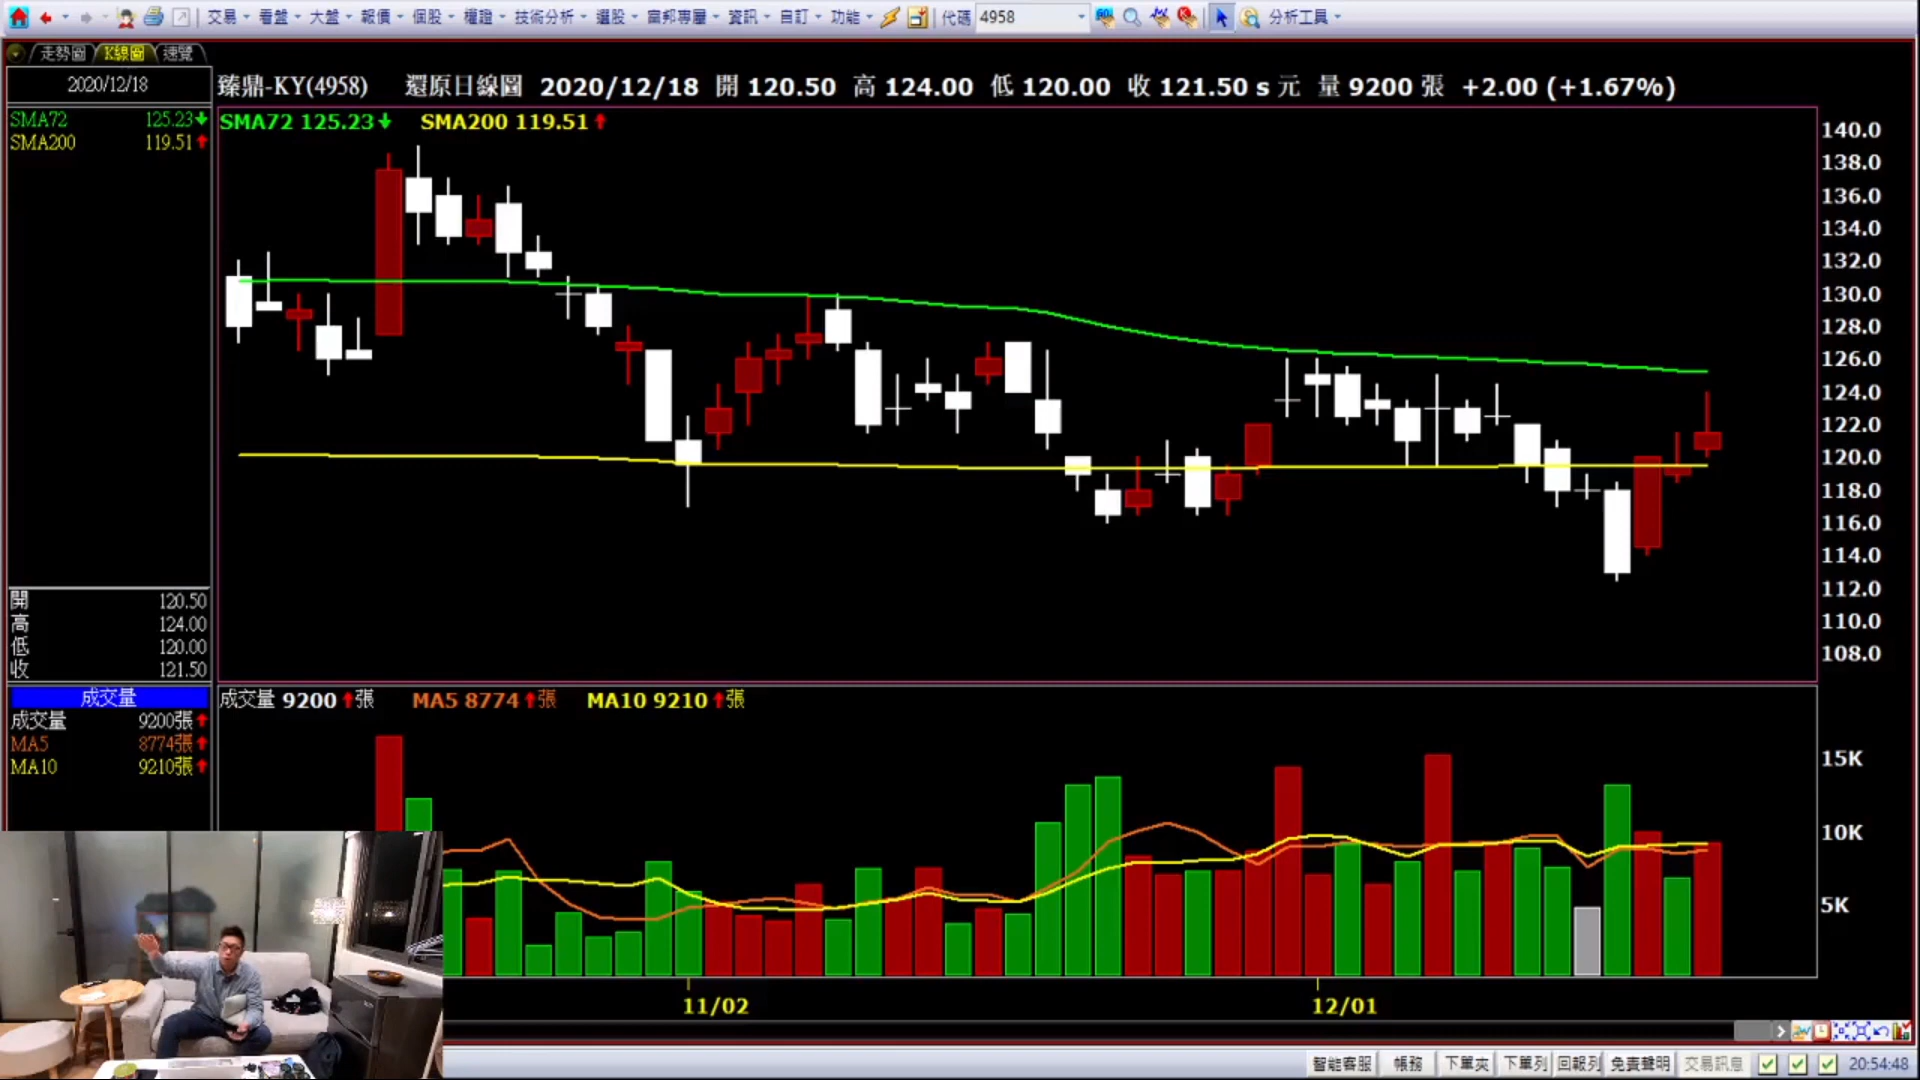 交易 看盤 大盤 報價 個股 權證 技術分析 選股 富邦專屬 資訊 自訂 功能 代碼 4958 分析工具
走勢圖 K線圖 速覽
2020/12/18
臻鼎-KY(4958) 還原日線圖 2020/12/18 開 120.50 高 124.00 低 120.00 收 121.50 s 元 量 9200 張 +2.00 (+1.67%)
SMA72 125.23
SMA200 119.51
SMA72 125.23 SMA200 119.51
140.0
138.0
136.0
134.0
132.0
130.0
128.0
126.0
124.0
122.0
120.0
118.0
116.0
114.0
112.0
110.0
108.0
開 120.50
高 124.00
低 120.00
收 121.50
成交量
成交量 9200張
MA5 8774張
MA10 9210張
成交量 9200 張 MA5 8774 張 MA10 9210 張
15K
10K
5K
11/02 12/01
智能客服 帳務 下單夾 下單列 回報列 免責聲明 交易訊息 20:54:48